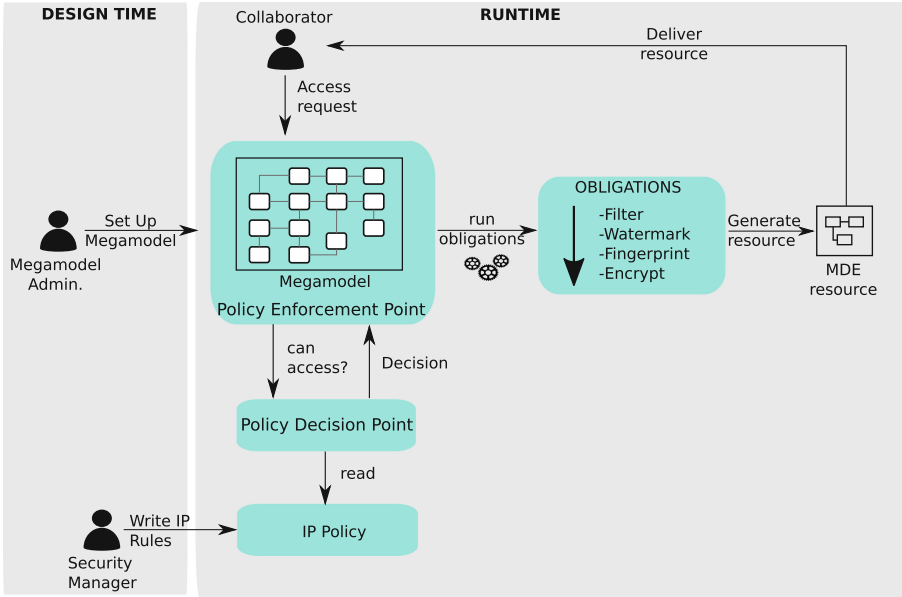 DESIGN TIME
RUNTIME
Collaborator
Deliver
resource
Access
request
Set Up
Megamodel
Megamodel
Admin.
Megamodel
Policy Enforcement Point
run
obligations
OBLIGATIONS
-Filter
-Watermark
-Fingerprint
-Encrypt
Generate
resource
MDE
resource
can
access?
Decision
Policy Decision Point
read
Write IP
Rules
IP Policy
Security
Manager